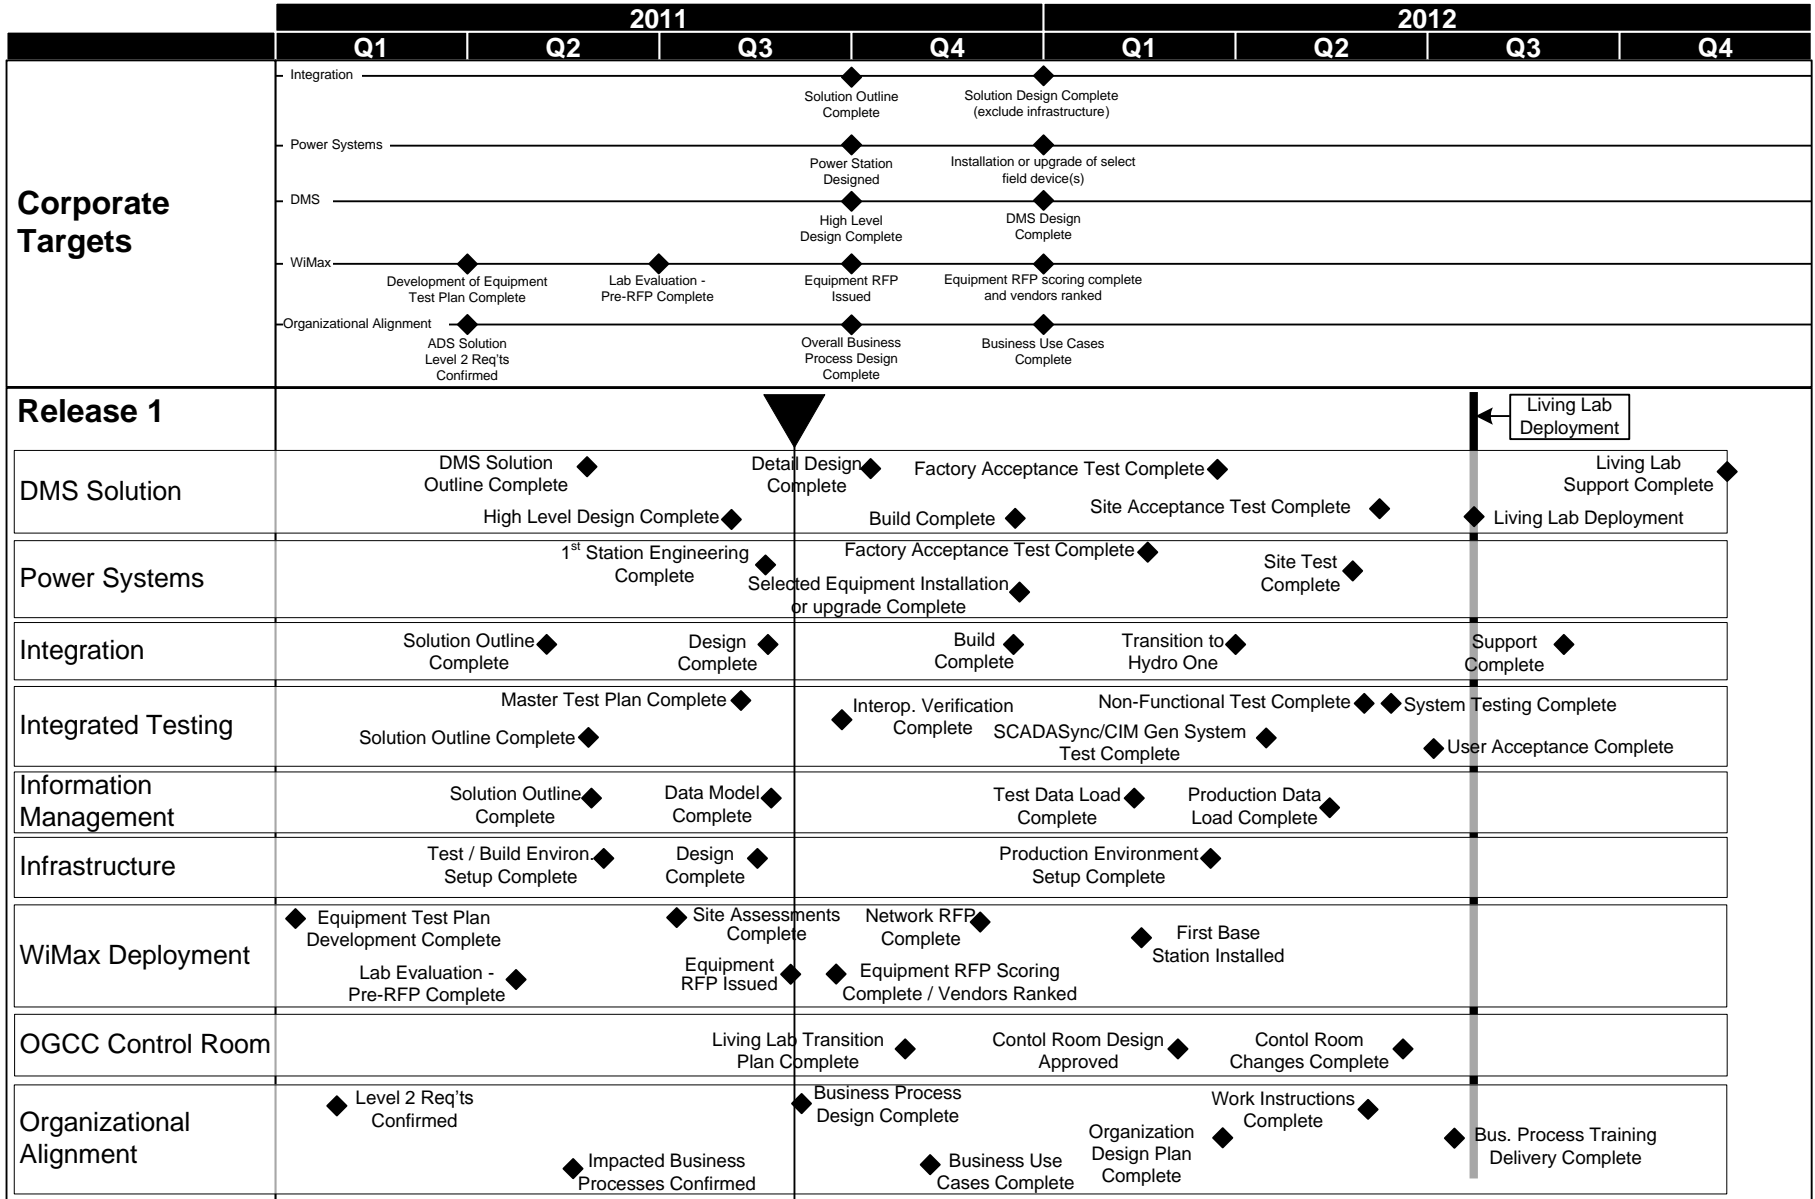 2011
2012
Q1
Q2
Q3
Q4
Q1
Q2
Q3
Q4
Corporate
Targets
Integration
Solution Outline
Complete
Solution Design Complete
(exclude infrastructure)
Power Systems
Power Station
Designed
Installation or upgrade of select
field device(s)
DMS
High Level
Design Complete
DMS Design
Complete
WiMax
Development of Equipment
Test Plan Complete
Lab Evaluation -
Pre-RFP Complete
Equipment RFP
Issued
Equipment RFP scoring complete
and vendors ranked
Organizational Alignment
ADS Solution
Level 2 Req'ts
Confirmed
Overall Business
Process Design
Complete
Business Use Cases
Complete
Release 1
Living Lab
Deployment
DMS Solution
DMS Solution
Outline Complete
High Level Design Complete
Detail Design
Complete
Build Complete
Factory Acceptance Test Complete
Site Acceptance Test Complete
Living Lab
Support Complete
Living Lab Deployment
Power Systems
1st Station Engineering
Complete
Selected Equipment Installation
or upgrade Complete
Factory Acceptance Test Complete
Site Test
Complete
Integration
Solution Outline
Complete
Design
Complete
Build
Complete
Transition to
Hydro One
Support
Complete
Integrated Testing
Master Test Plan Complete
Solution Outline Complete
Interop. Verification
Complete
Non-Functional Test Complete
SCADASync/CIM Gen System
Test Complete
System Testing Complete
User Acceptance Complete
Information
Management
Solution Outline
Complete
Data Model
Complete
Test Data Load
Complete
Production Data
Load Complete
Infrastructure
Test / Build Environ.
Setup Complete
Design
Complete
Production Environment
Setup Complete
WiMax Deployment
Equipment Test Plan
Development Complete
Lab Evaluation -
Pre-RFP Complete
Site Assessments
Complete
Equipment
RFP Issued
Network RFP
Complete
Equipment RFP Scoring
Complete / Vendors Ranked
First Base
Station Installed
OGCC Control Room
Living Lab Transition
Plan Complete
Contol Room Design
Approved
Contol Room
Changes Complete
Organizational
Alignment
Level 2 Req'ts
Confirmed
Impacted Business
Processes Confirmed
Business Process
Design Complete
Business Use
Cases Complete
Organization
Design Plan
Complete
Work Instructions
Complete
Bus. Process Training
Delivery Complete